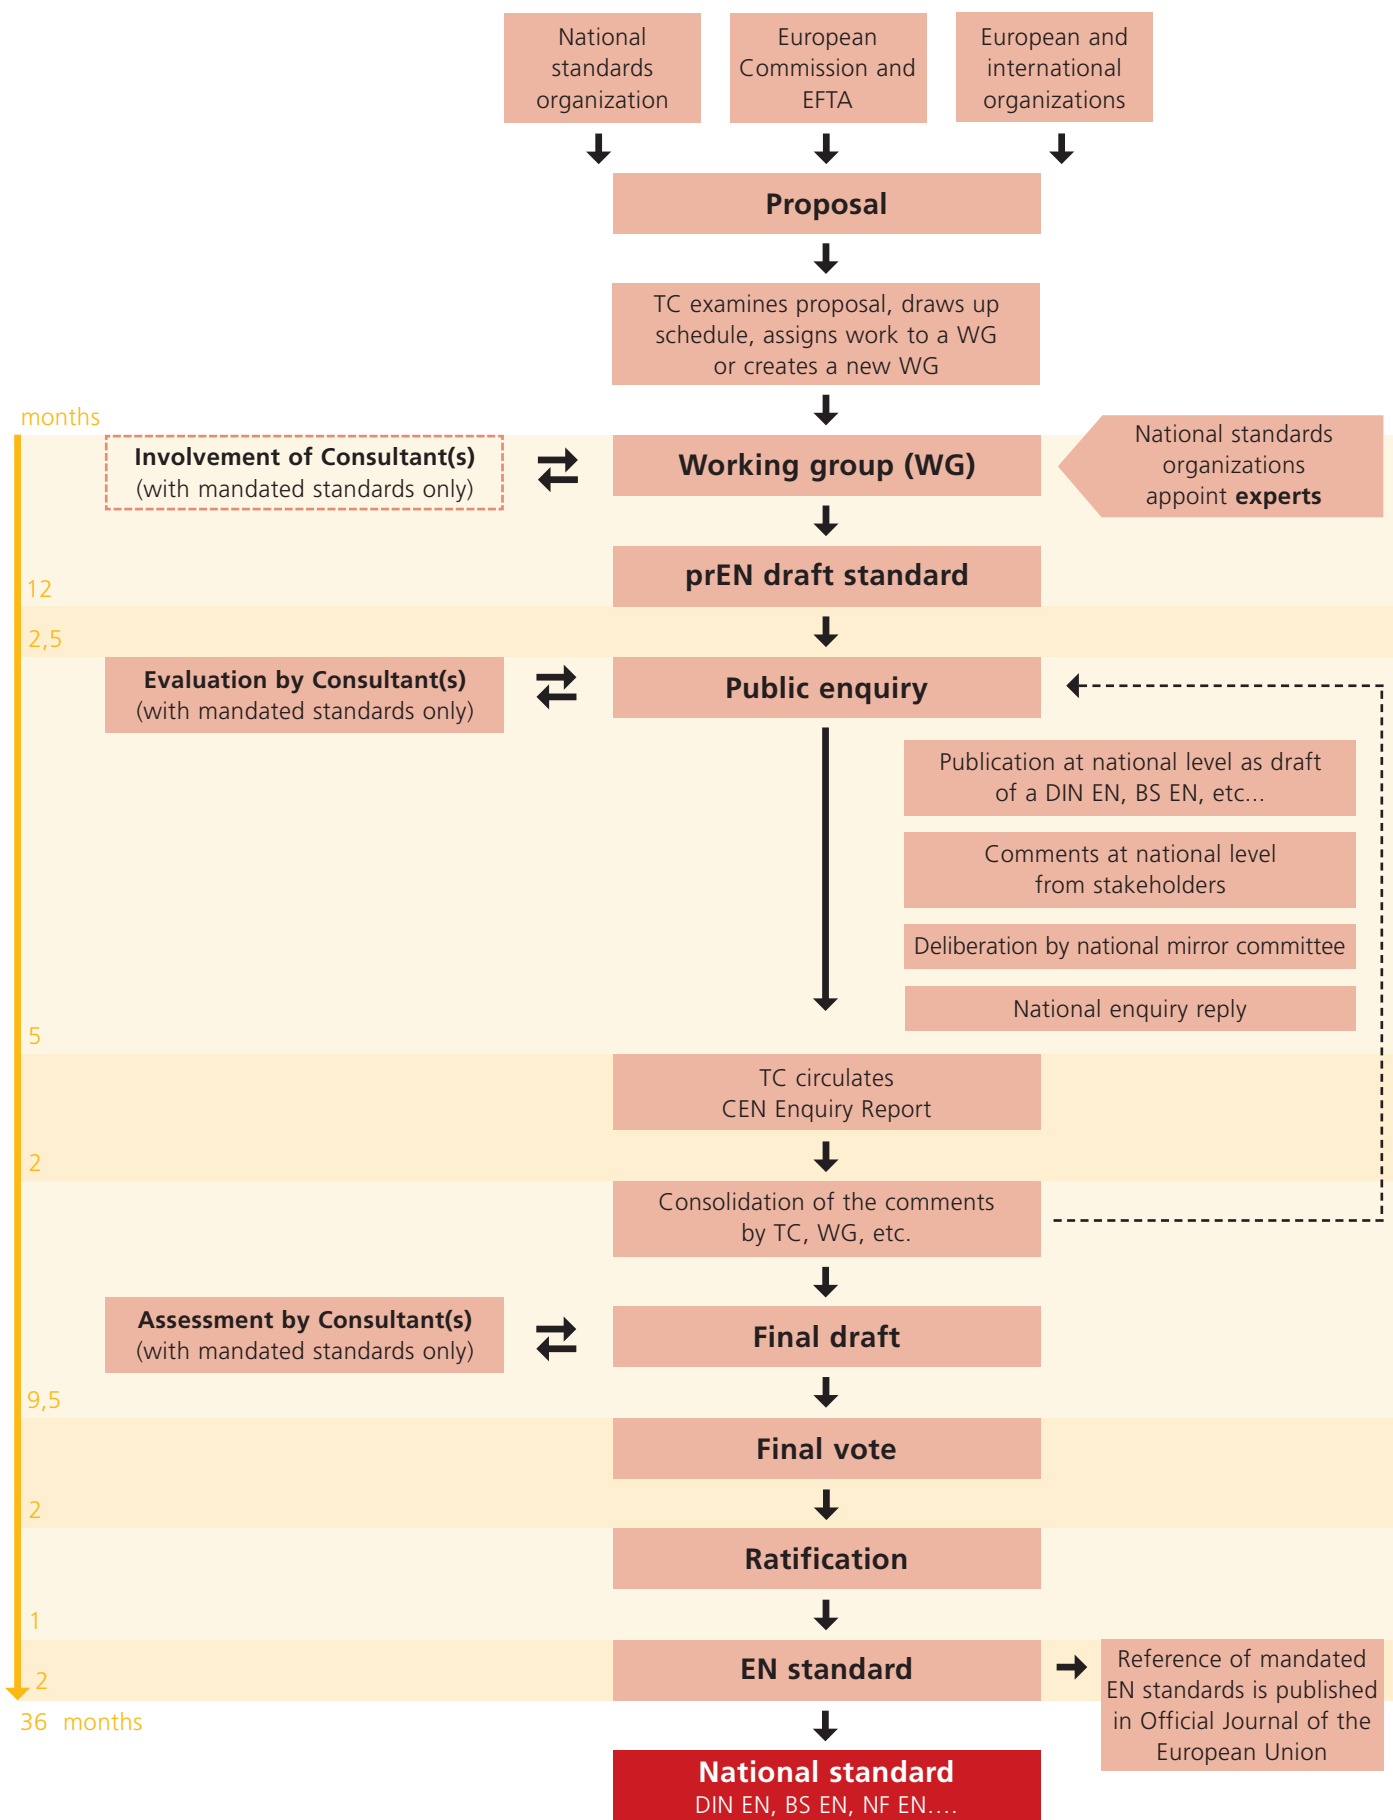 National
standards
organization
European
Commission and
EFTA
European and
international
organizations
Proposal
TC examines proposal, draws up
schedule, assigns work to a WG
or creates a new WG
months
Involvement of Consultant(s)
(with mandated standards only)
Working group (WG)
National standards
organizations
appoint experts
prEN draft standard
12
2,5
Evaluation by Consultant(s)
(with mandated standards only)
Public enquiry
Publication at national level as draft
of a DIN EN, BS EN, etc...
Comments at national level
from stakeholders
Deliberation by national mirror committee
National enquiry reply
5
TC circulates
CEN Enquiry Report
2
Consolidation of the comments
by TC, WG, etc.
Assessment by Consultant(s)
(with mandated standards only)
Final draft
9,5
Final vote
2
Ratification
1
EN standard
2
Reference of mandated
EN standards is published
in Official Journal of the
European Union
36 months
National standard
DIN EN, BS EN, NF EN....